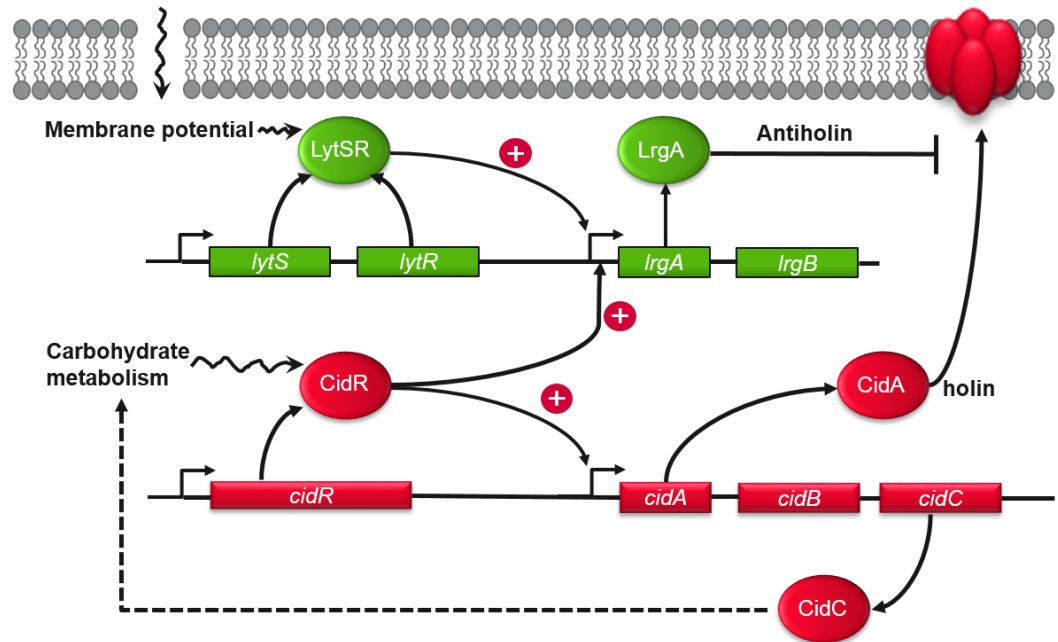 Membrane potential
LytSR
+
LrgA
Antiholin
lytS
lytR
lrgA
lrgB
+
Carbohydrate
metabolism
CidR
+
CidA
holin
cidR
cidA
cidB
cidC
CidC